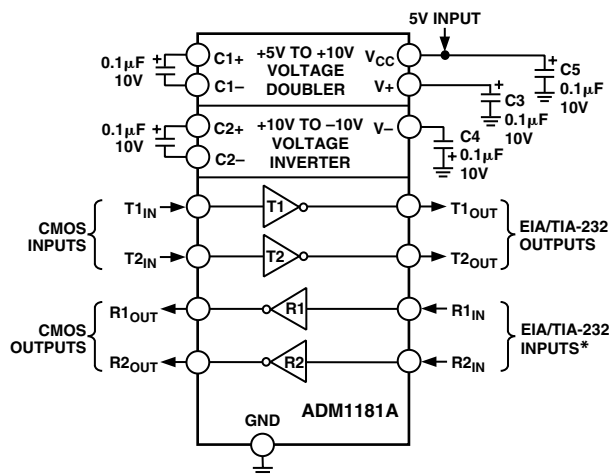 5V INPUT
0.1μF
10V
+
C1+
C1–
+5V TO +10V
VOLTAGE
DOUBLER
VCC
V+
+
C5
0.1μF
10V
+
C3
0.1μF
10V
0.1μF
10V
+
C2+
C2–
+10V TO –10V
VOLTAGE
INVERTER
V–
C4
+
0.1μF
10V
CMOS
INPUTS
T1IN
T1
T1OUT
T2IN
T2
T2OUT
EIA/TIA-232
OUTPUTS
CMOS
OUTPUTS
R1OUT
R1
R1IN
R2OUT
R2
R2IN
EIA/TIA-232
INPUTS*
GND
ADM1181A